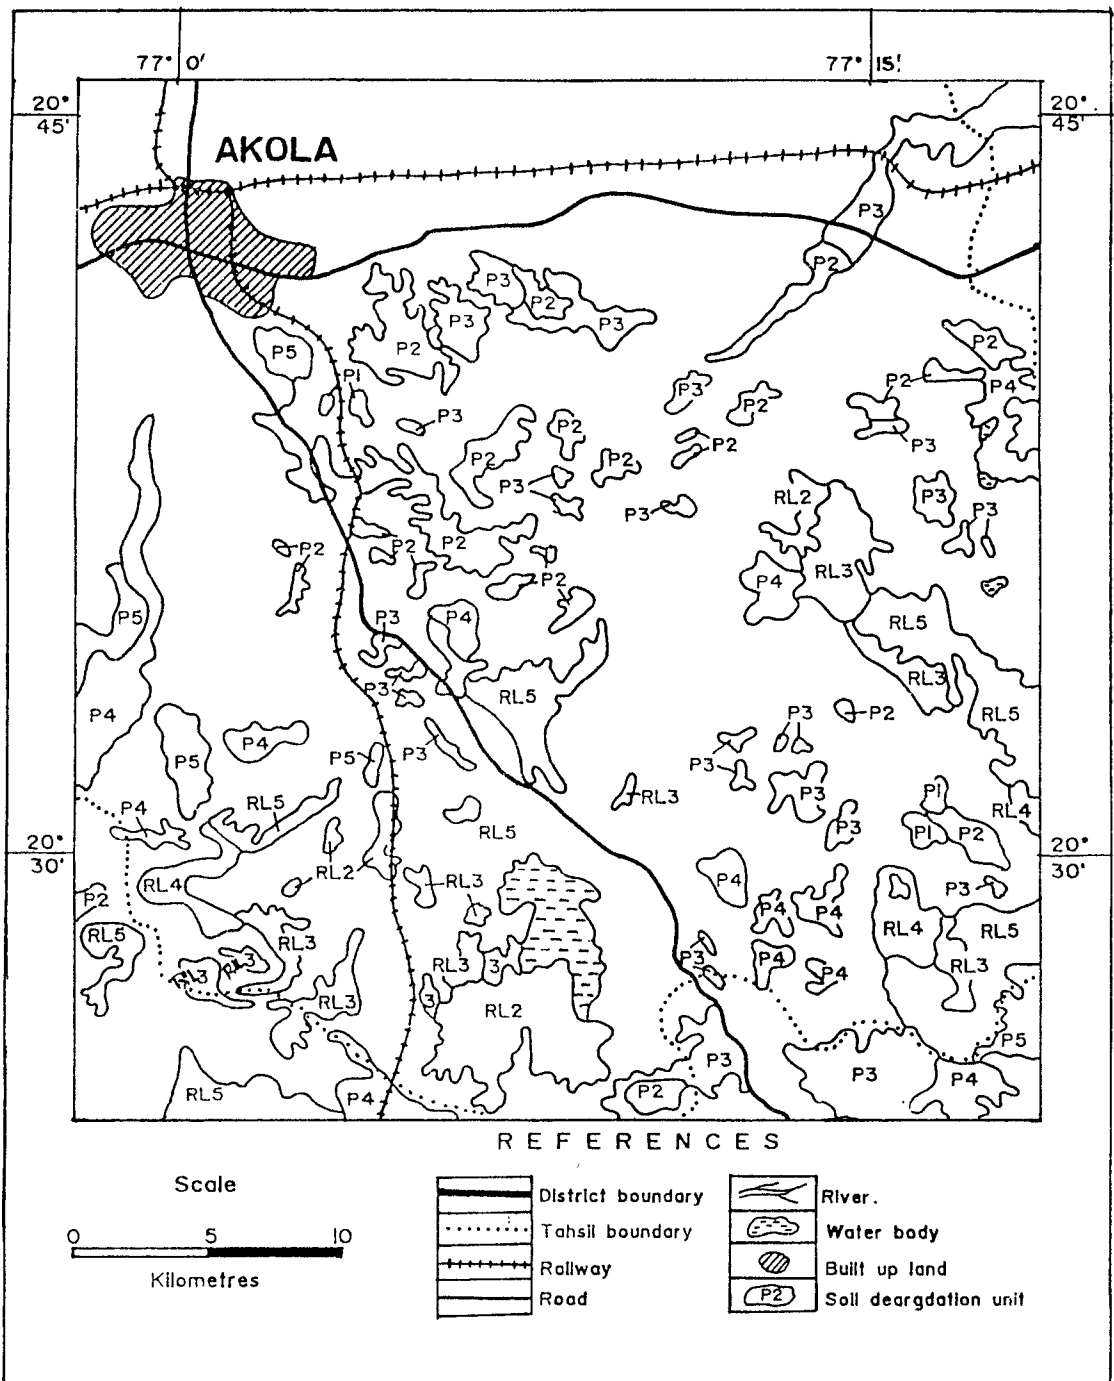 77° 0' 77° 15'
20° 45' 20° 45'
AKOLA
P3
P2
P3
P2
P3 P3
P2
P5 P2
P1 P2 P4
P3 P2
P3 P2 P3
P2 P2 P2
P2
P3 RL2 P3 P3
P3
P2 P2 P2
P2 P4 RL3
P5 P3 P4 RL5
P3 RL5 RL3
P4 P3 P2 RL5
P4 P3
P5 P5 P3
P3 P3
P4 RL5 RL3 P1 RL4
RL5 P3 P1 P2
20° 30' 20° 30'
RL4 RL2 RL3 P4 P3
P2 P4 P4
RL5 RL3 RL4 RL5
RL3 RL3 RL3 3 P3 P4 P4 RL3
RL3 3 RL2
P5
P3 P3 P4
RL5 P4 P2
REFERENCES
Scale
0 5 10
Kilometres
District boundary
Tahsil boundary
Railway
Road
River.
Water body
Built up land
P2 Soil deargdation unit